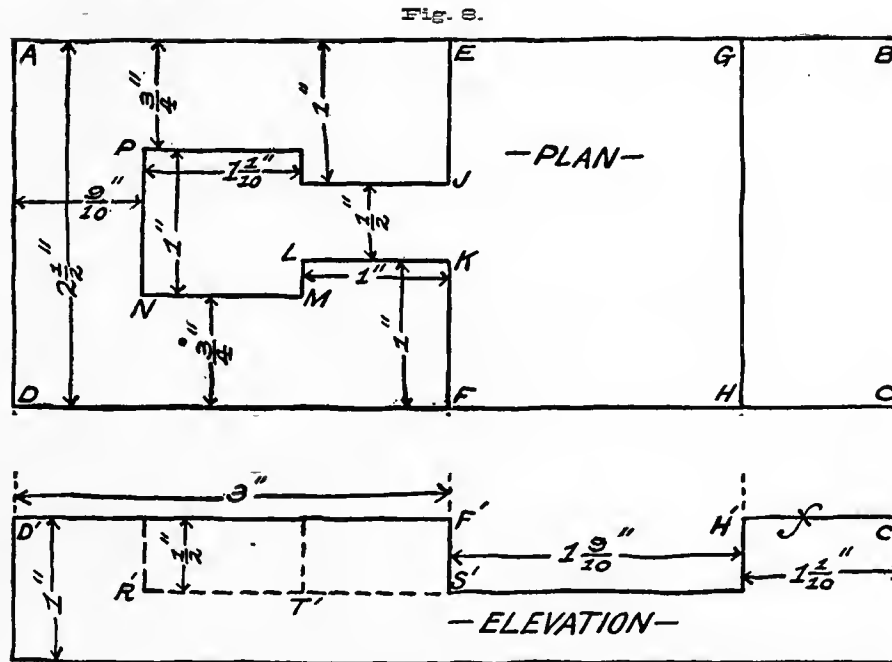 Fig. 8.
A E G B
3/4" 1"
P 1 1/10" J
—PLAN—
9/10" 1" 1/2"
2 1/2" L 1" K
N M
3/4" 1"
D F H C
3"
D' F' H' C
1" 1/2" 1 9/10" 1 1/10"
R' T' S'
—ELEVATION—